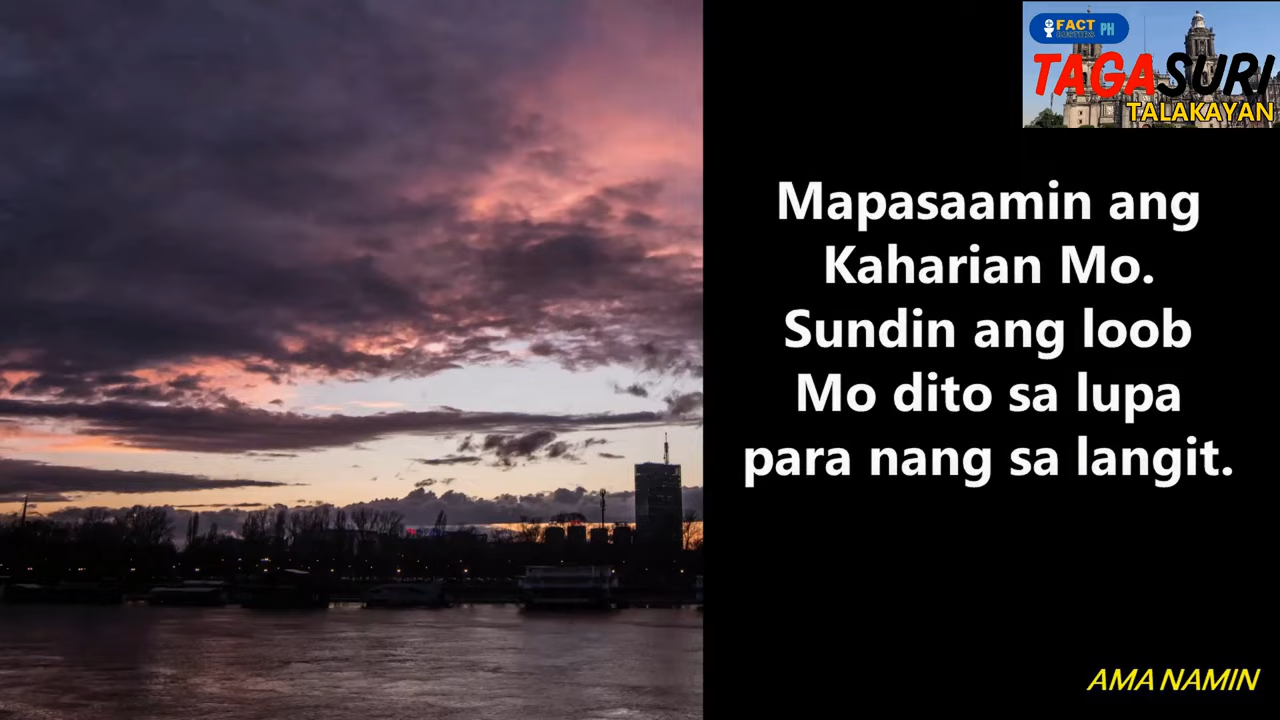 FACT
BUSTERS PH
TAGASURI
TALAKAYAN
Mapasaamin ang
Kaharian Mo.
Sundin ang loob
Mo dito sa lupa
para nang sa langit.
AMA NAMIN